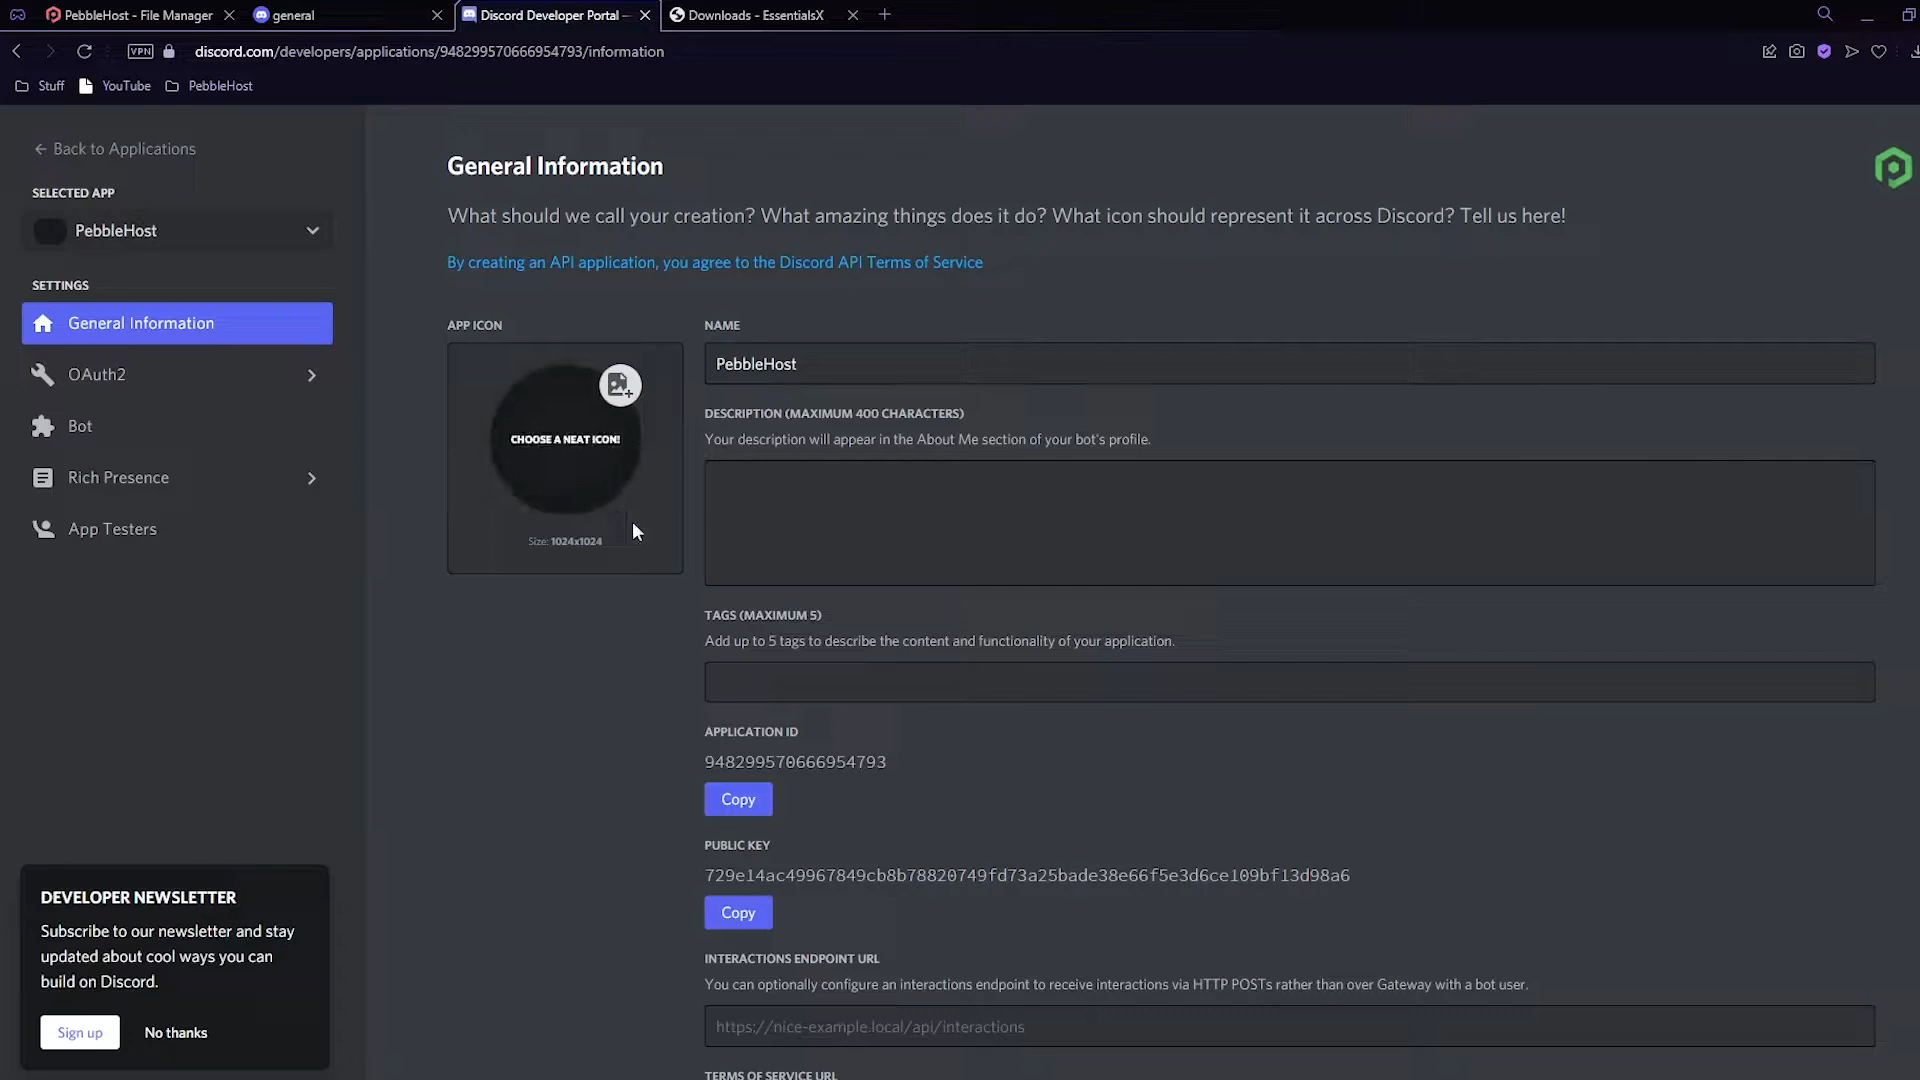 PebbleHost - File Manager
general
Discord Developer Portal —
Downloads - EssentialsX
VPN
discord.com/developers/applications/948299570666954793/information
Stuff
YouTube
PebbleHost
← Back to Applications
SELECTED APP
PebbleHost
SETTINGS
General Information
OAuth2
Bot
Rich Presence
App Testers
DEVELOPER NEWSLETTER
Subscribe to our newsletter and stay
updated about cool ways you can
build on Discord.
Sign up
No thanks
General Information
What should we call your creation? What amazing things does it do? What icon should represent it across Discord? Tell us here!
By creating an API application, you agree to the Discord API Terms of Service
APP ICON
CHOOSE A NEAT ICON!
Size: 1024x1024
NAME
PebbleHost
DESCRIPTION (MAXIMUM 400 CHARACTERS)
Your description will appear in the About Me section of your bot's profile.
TAGS (MAXIMUM 5)
Add up to 5 tags to describe the content and functionality of your application.
APPLICATION ID
948299570666954793
Copy
PUBLIC KEY
729e14ac49967849cb8b78820749fd73a25bade38e66f5e3d6ce109bf13d98a6
Copy
INTERACTIONS ENDPOINT URL
You can optionally configure an interactions endpoint to receive interactions via HTTP POSTs rather than over Gateway with a bot user.
https://nice-example.local/api/interactions
TERMS OF SERVICE URL